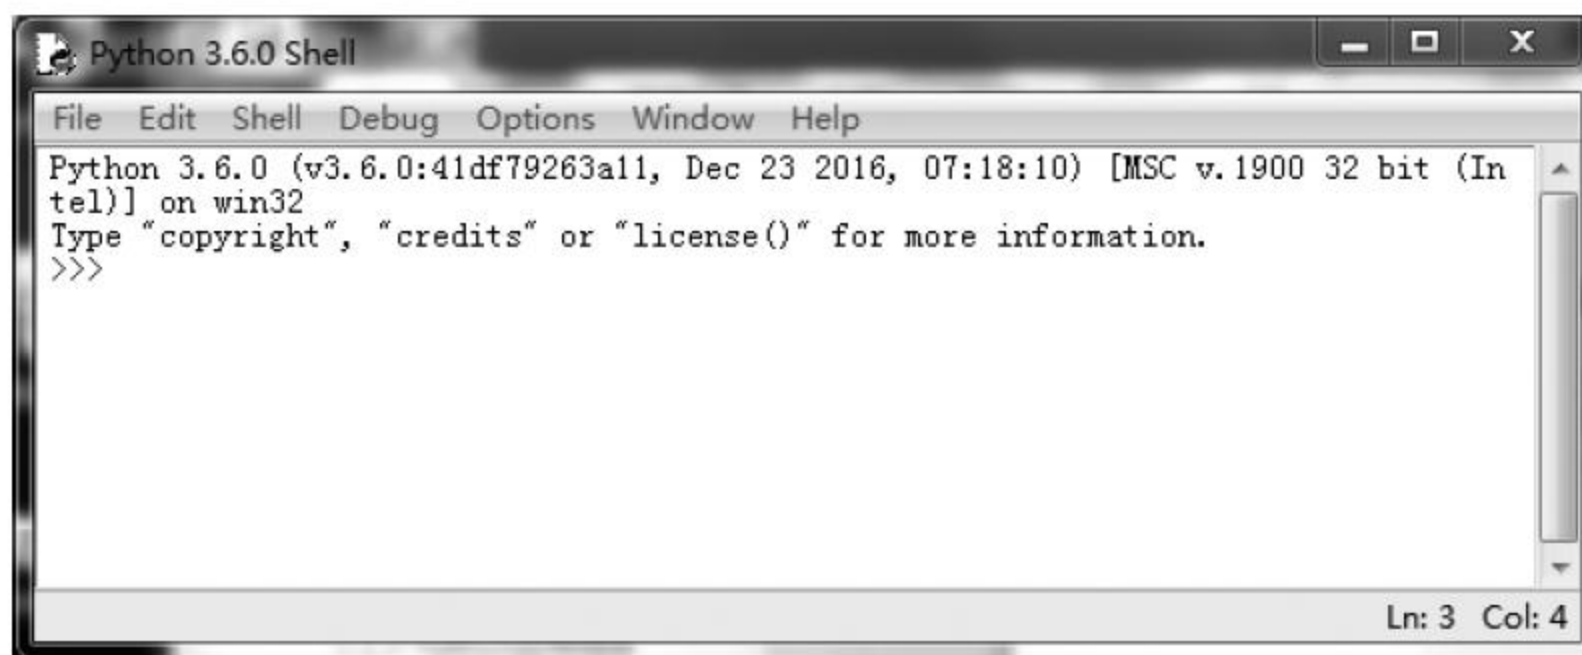 Python 3.6.0 Shell
File Edit Shell Debug Options Window Help
Python 3.6.0 (v3.6.0:41df79263a11, Dec 23 2016, 07:18:10) [MSC v.1900 32 bit (In
tel)] on win32
Type "copyright", "credits" or "license()" for more information.
>>>
Ln: 3 Col: 4